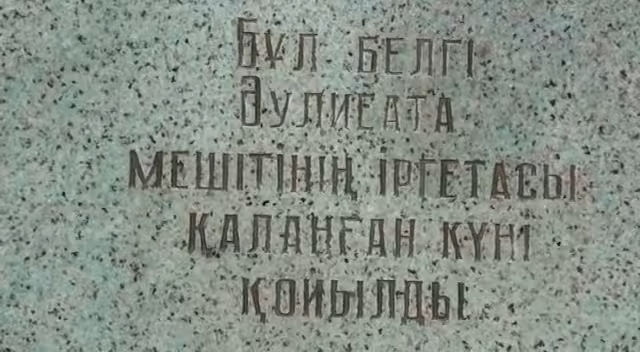 Бұл белгі
Әулиеата
мешітінің іргетасы
қаланған күні
қойылды